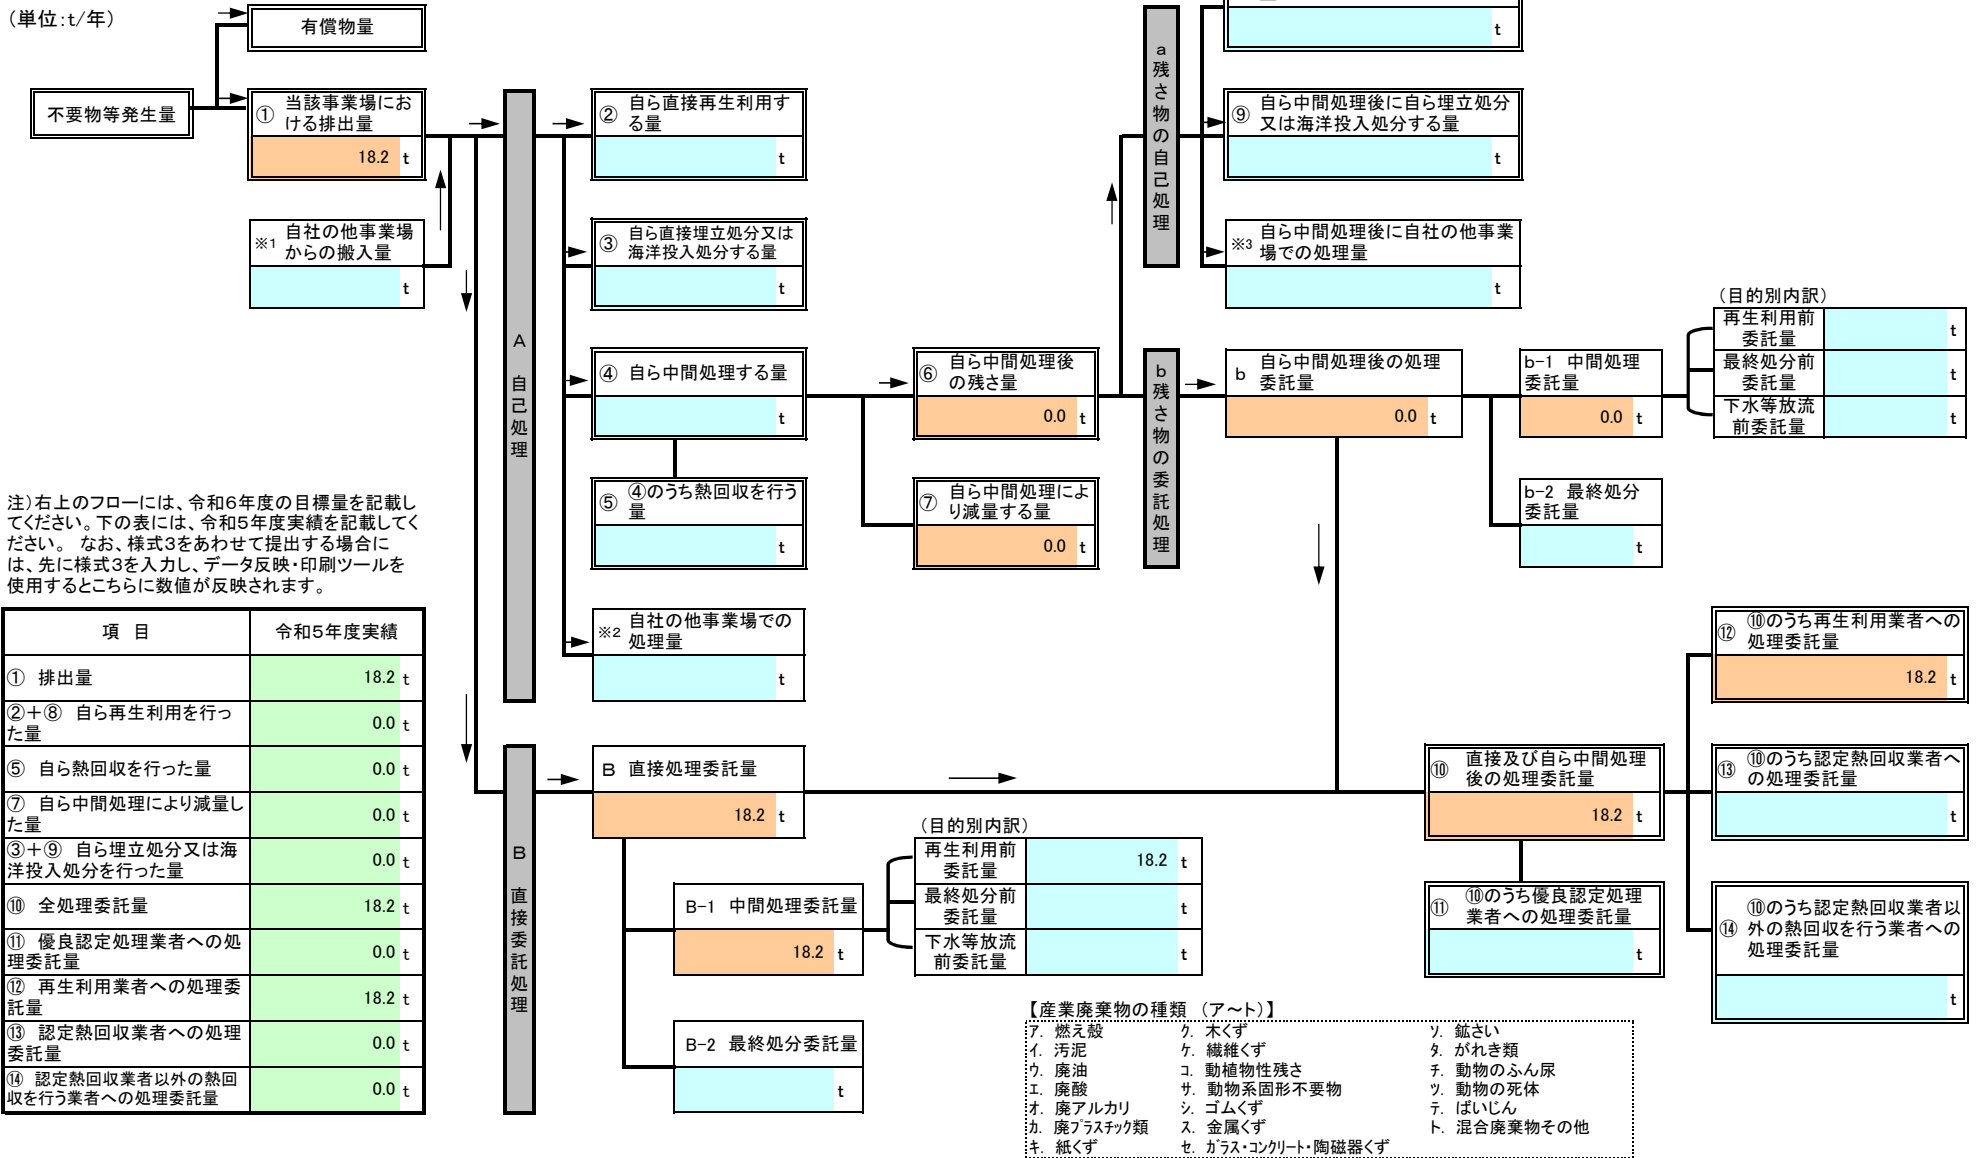 （単位：t/年）
有償物量
不要物等発生量
① 当該事業場にお
ける排出量
18.2 t
※1 自社の他事業場
からの搬入量
t
A 自己処理
② 自ら直接再生利用す
る量
t
③ 自ら直接埋立処分又は
海洋投入処分する量
t
④ 自ら中間処理する量
t
⑤ ④のうち熱回収を行う
量
t
※2 自社の他事業場での
処理量
t
⑥ 自ら中間処理後
の残さ量
0.0 t
⑦ 自ら中間処理によ
り減量する量
0.0 t
a残さ物の自己処理
t
⑨ 自ら中間処理後に自ら埋立処分
又は海洋投入処分する量
t
※3 自ら中間処理後に自社の他事業
場での処理量
t
b残さ物の委託処理
b 自ら中間処理後の処理
委託量
0.0 t
b-1 中間処理
委託量
0.0 t
b-2 最終処分
委託量
t
（目的別内訳）
再生利用前
委託量
t
最終処分前
委託量
t
下水等放流
前委託量
t
注）右上のフローには、令和6年度の目標量を記載し
てください。下の表には、令和5年度実績を記載してく
ださい。 なお、様式3をあわせて提出する場合に
は、先に様式3を入力し、データ反映・印刷ツールを
使用するとこちらに数値が反映されます。
項 目 令和5年度実績
① 排出量 18.2 t
②＋⑧ 自ら再生利用を行っ
た量 0.0 t
⑤ 自ら熱回収を行った量 0.0 t
⑦ 自ら中間処理により減量し
た量 0.0 t
③＋⑨ 自ら埋立処分又は海
洋投入処分を行った量 0.0 t
⑩ 全処理委託量 18.2 t
⑪ 優良認定処理業者への処
理委託量 0.0 t
⑫ 再生利用業者への処理委
託量 18.2 t
⑬ 認定熱回収業者への処理
委託量 0.0 t
⑭ 認定熱回収業者以外の熱回
収を行う業者への処理委託量 0.0 t
B 直接委託処理
B 直接処理委託量
18.2 t
B-1 中間処理委託量
18.2 t
B-2 最終処分委託量
t
（目的別内訳）
再生利用前
委託量
18.2 t
最終処分前
委託量
t
下水等放流
前委託量
t
⑩ 直接及び自ら中間処理
後の処理委託量
18.2 t
⑪ ⑩のうち優良認定処理
業者への処理委託量
t
⑫ ⑩のうち再生利用業者への
処理委託量
18.2 t
⑬ ⑩のうち認定熱回収業者へ
の処理委託量
t
⑭ ⑩のうち認定熱回収業者以
外の熱回収を行う業者への
処理委託量
t
【産業廃棄物の種類 （ア～ト）】
ア. 燃え殻 ク. 木くず ソ. 鉱さい
イ. 汚泥 ケ. 繊維くず タ. がれき類
ウ. 廃油 コ. 動植物性残さ チ. 動物のふん尿
エ. 廃酸 サ. 動物系固形不要物 ツ. 動物の死体
オ. 廃アルカリ シ. ゴムくず テ. ばいじん
カ. 廃プラスチック類 ス. 金属くず ト. 混合廃棄物その他
キ. 紙くず セ. ガラス・コンクリート・陶磁器くず